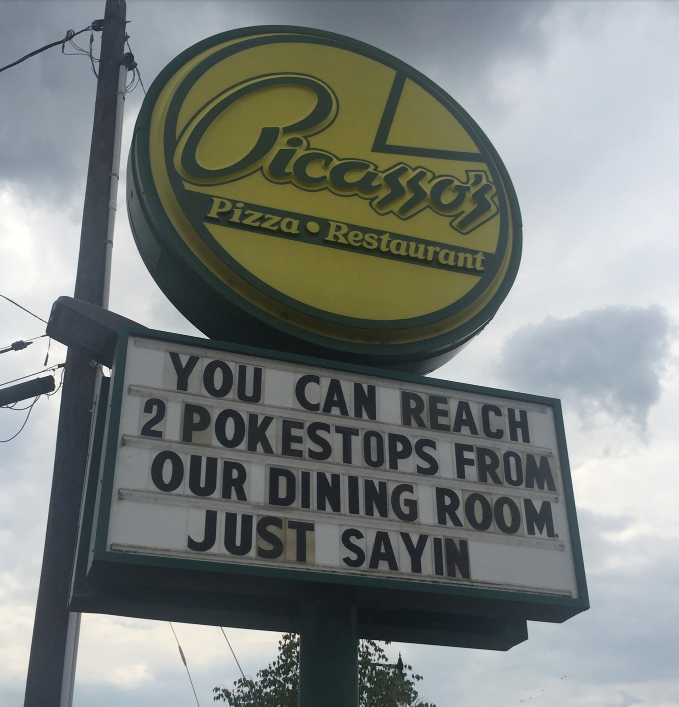 Picasso's
Pizza • Restaurant
YOU CAN REACH
2 POKESTOPS FROM
OUR DINING ROOM.
JUST SAYIN